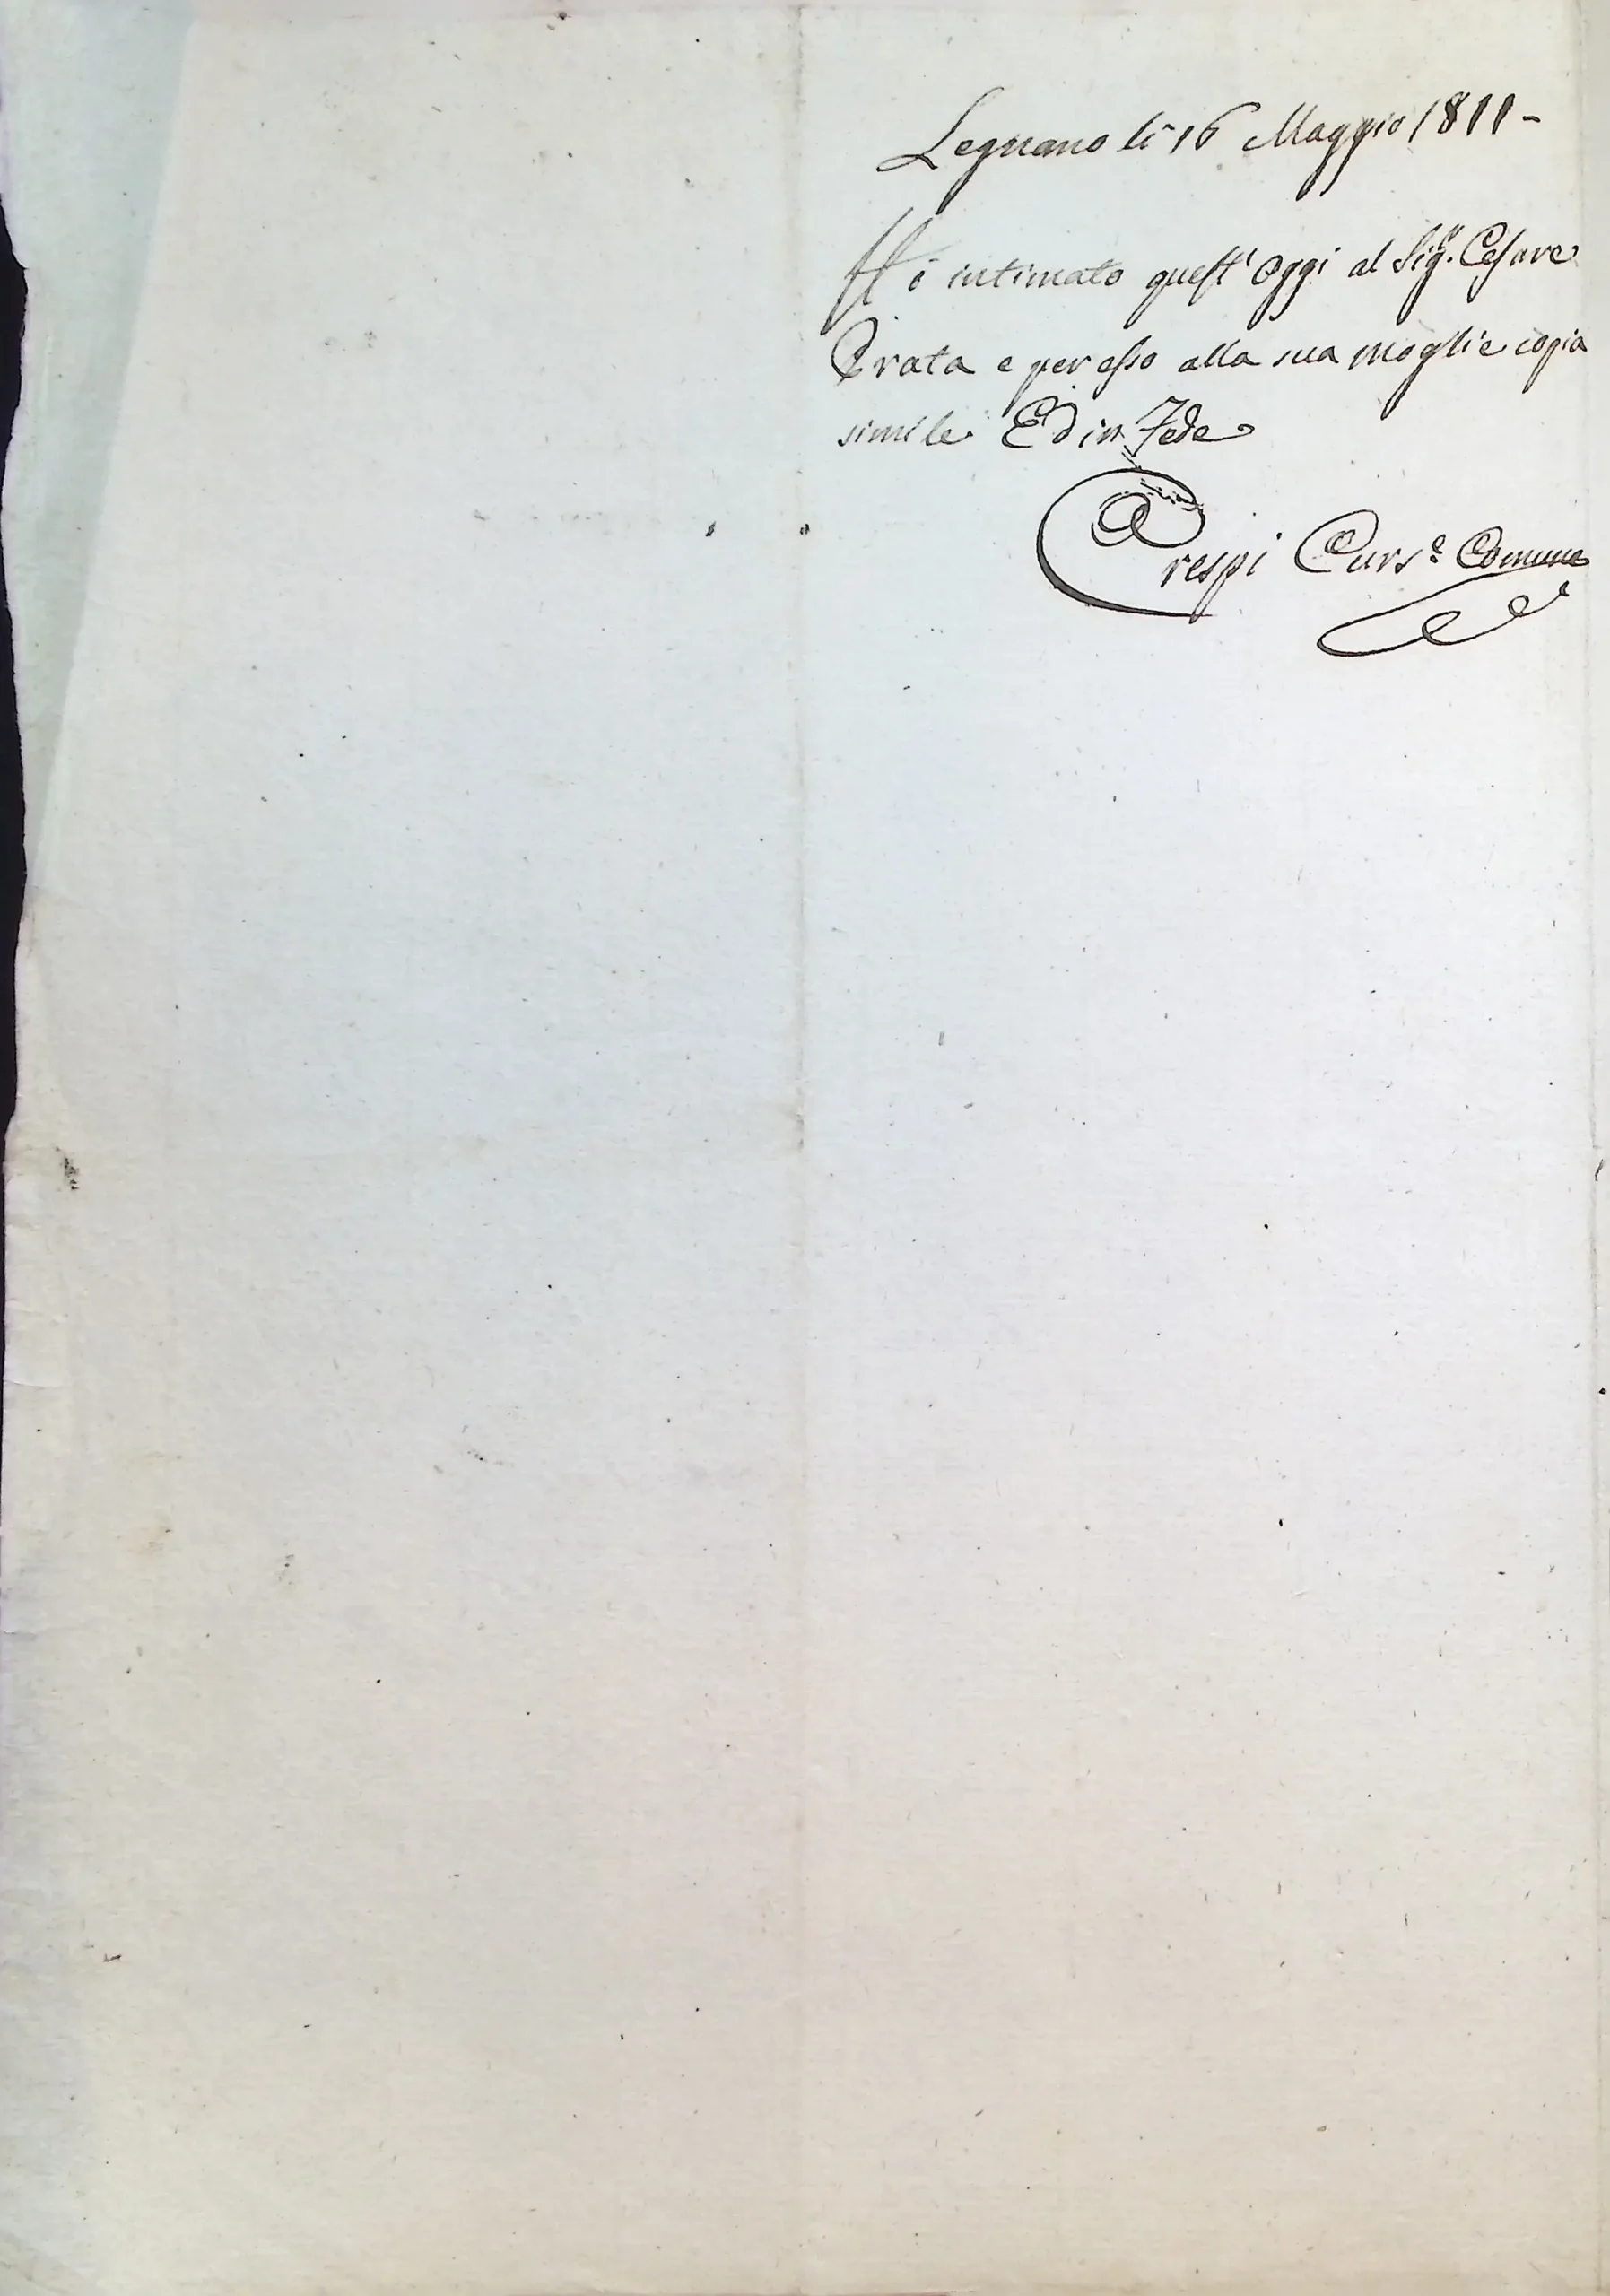 Legnano li 16 Maggio 1811 -
Hò intimato quest' Oggi al Sig.r Cesare
Prata e per esso alla sua moglie copia
simile Ed in Fede
Crespi Curs.e Comune